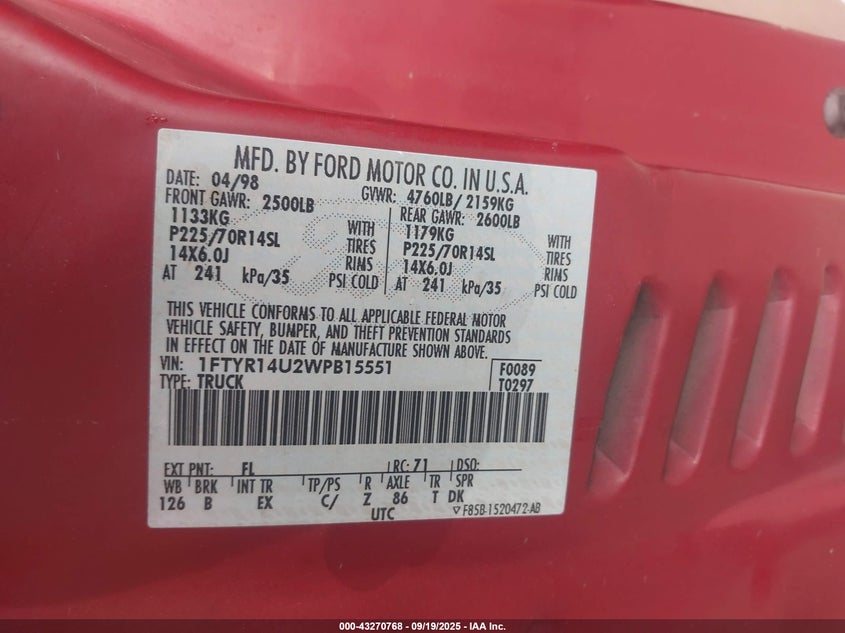 MFD. BY FORD MOTOR CO. IN U.S.A.
DATE: 04/98 GVWR: 4760LB/ 2159KG
FRONT GAWR: 2500LB REAR GAWR: 2600LB
1133KG WITH 1179KG WITH
P225/70R14SL TIRES P225/70R14SL TIRES
14X6.0J RIMS 14X6.0J RIMS
AT 241 kPa/35 PSI COLD AT 241 kPa/35 PSI COLD
THIS VEHICLE CONFORMS TO ALL APPLICABLE FEDERAL MOTOR
VEHICLE SAFETY, BUMPER, AND THEFT PREVENTION STANDARDS
IN EFFECT ON THE DATE OF MANUFACTURE SHOWN ABOVE.
VIN: 1FTYR14U2WPB15551 F0089
TYPE: TRUCK T0297
EXT PNT: FL RC: 71 DSO:
WB BRK INT TR TP/PS R AXLE TR SPR
126 B EX C/ Z 86 T DK
UTC ▽ F85B-1520472-AB
000-43270768 - 09/19/2025 - IAA Inc.